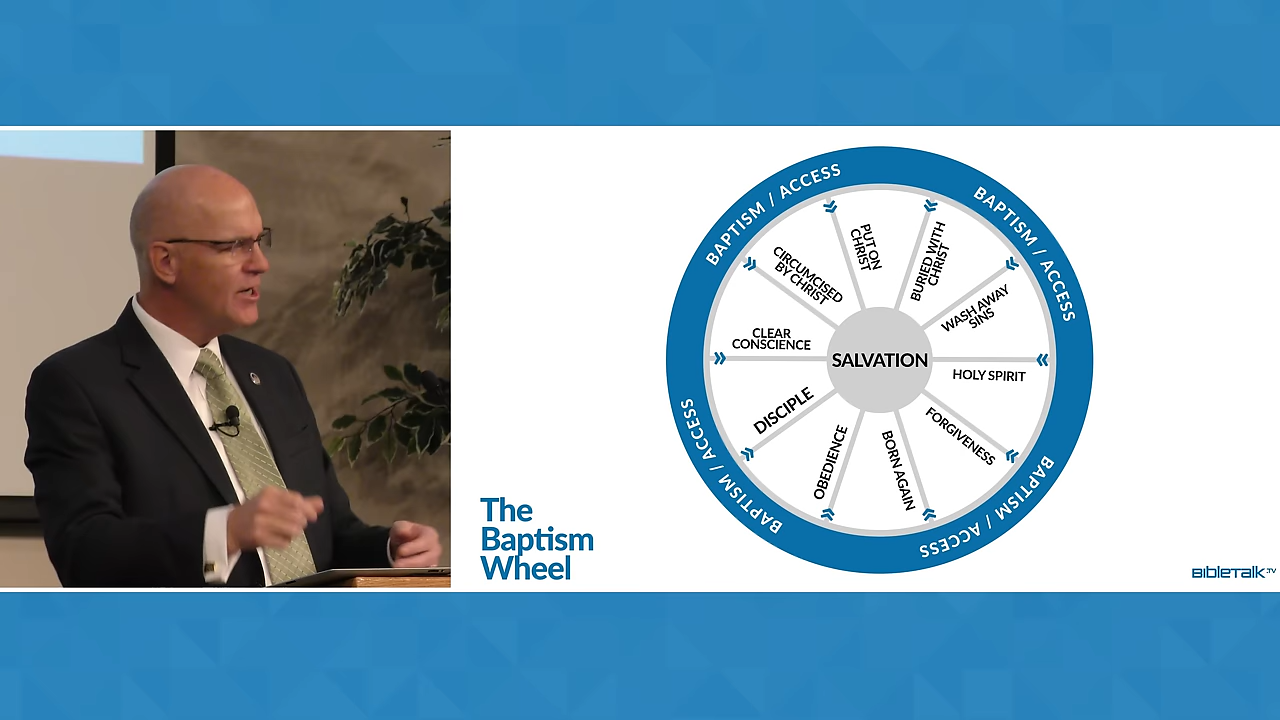 BAPTISM / ACCESS
BAPTISM / ACCESS
PUT ON
CHRIST
BURIED WITH
CHRIST
CIRCUMCISED
BY CHRIST
WASH AWAY
SINS
CLEAR
CONSCIENCE
SALVATION
HOLY SPIRIT
DISCIPLE
FORGIVENESS
OBEDIENCE
BORN AGAIN
BAPTISM / ACCESS
BAPTISM / ACCESS
The
Baptism
Wheel
BIBLETALK.TV